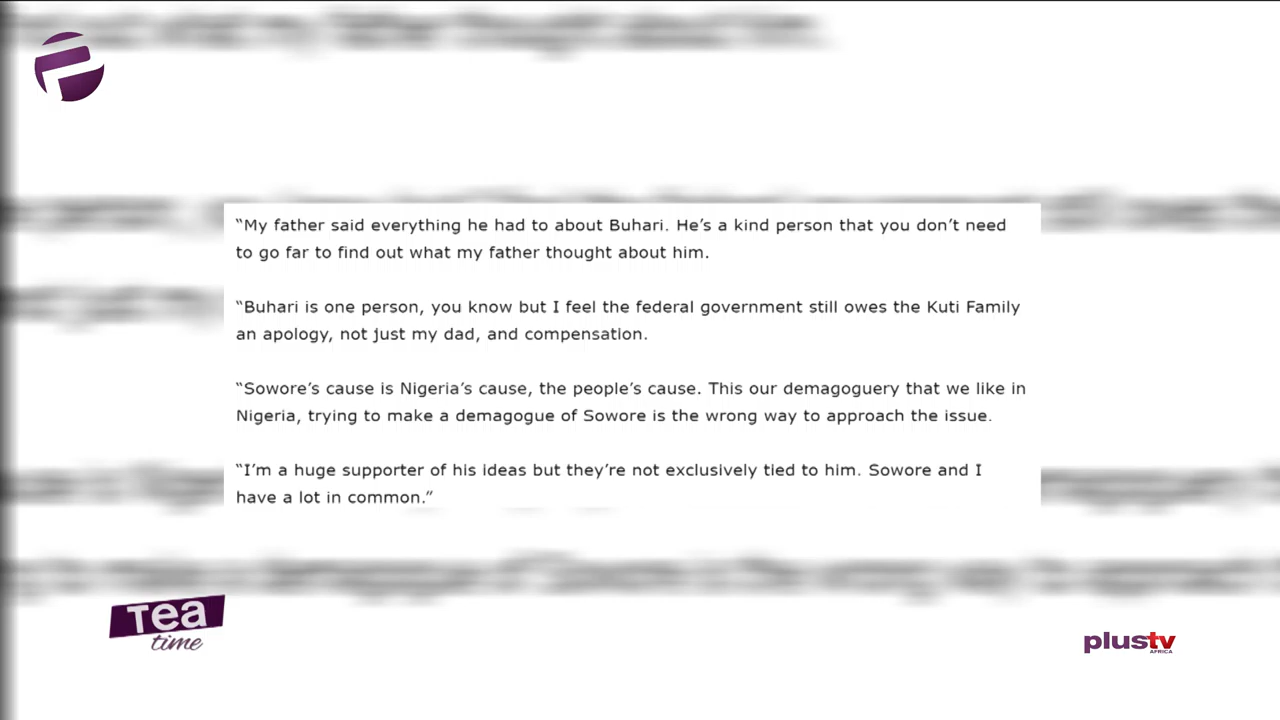 “My father said everything he had to about Buhari. He’s a kind person that you don’t need
to go far to find out what my father thought about him.
“Buhari is one person, you know but I feel the federal government still owes the Kuti Family
an apology, not just my dad, and compensation.
“Sowore’s cause is Nigeria’s cause, the people’s cause. This our demagoguery that we like in
Nigeria, trying to make a demagogue of Sowore is the wrong way to approach the issue.
“I’m a huge supporter of his ideas but they’re not exclusively tied to him. Sowore and I
have a lot in common.”
Tea
time
plustv
AFRICA